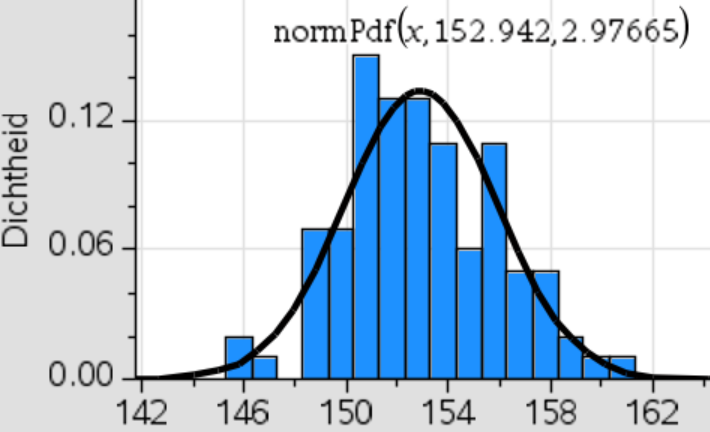 normPdf(x,152.942,2.97665)
Dichtheid
0.12
0.06
0.00
142 146 150 154 158 162